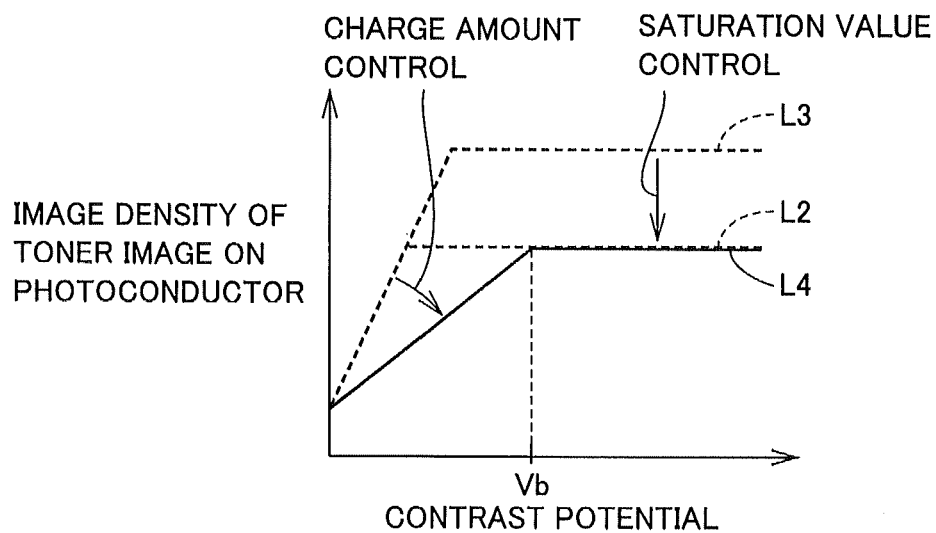 CHARGE AMOUNT
CONTROL
SATURATION VALUE
CONTROL
L3
IMAGE DENSITY OF
TONER IMAGE ON
PHOTOCONDUCTOR
L2
L4
Vb
CONTRAST POTENTIAL